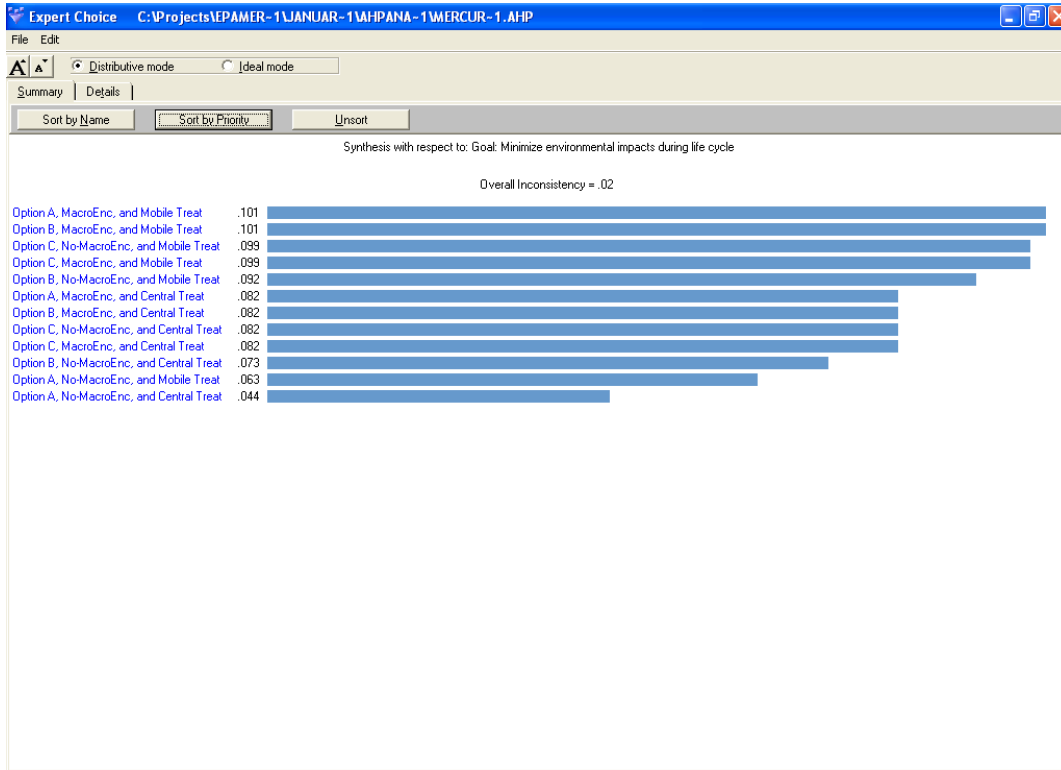 Expert Choice C:\Projects\EPAMER~1\JANUAR~1\AHPANA~1\MERCUR~1.AHP
File Edit
A A Distributive mode Ideal mode
Summary Details
Sort by Name Sort by Priority Unsort
Synthesis with respect to: Goal: Minimize environmental impacts during life cycle
Overall Inconsistency = .02
Option A, MacroEnc, and Mobile Treat .101
Option B, MacroEnc, and Mobile Treat .101
Option C, No-MacroEnc, and Mobile Treat .099
Option C, MacroEnc, and Mobile Treat .099
Option B, No-MacroEnc, and Mobile Treat .092
Option A, MacroEnc, and Central Treat .082
Option B, MacroEnc, and Central Treat .082
Option C, No-MacroEnc, and Central Treat .082
Option C, MacroEnc, and Central Treat .082
Option B, No-MacroEnc, and Central Treat .073
Option A, No-MacroEnc, and Mobile Treat .063
Option A, No-MacroEnc, and Central Treat .044